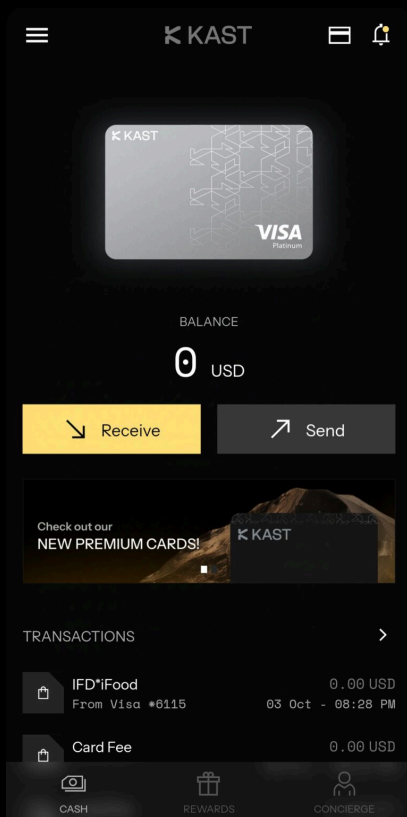 KAST
KAST
VISA
Platinum
BALANCE
0 USD
Receive
Send
Check out our
NEW PREMIUM CARDS!
KAST
TRANSACTIONS
IFD*iFood
0.00 USD
From Visa *6115
03 Oct - 08:28 PM
Card Fee
0.00 USD
CASH
REWARDS
CONCIERGE